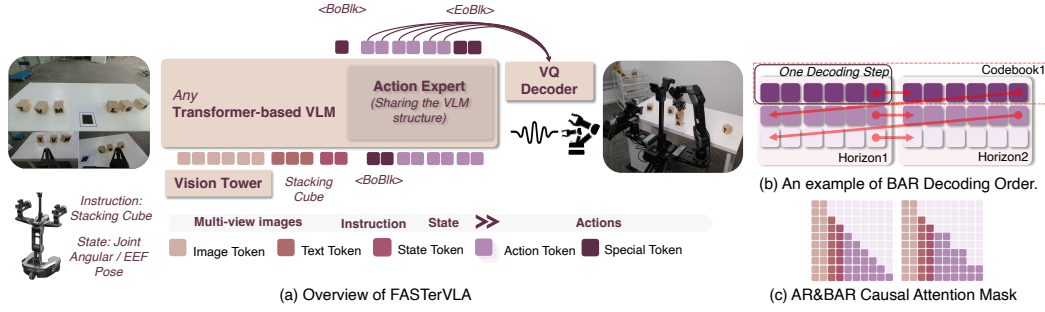 <BoBlk>
<EoBlk>
Any
Transformer-based VLM
Action Expert
(Sharing the VLM
structure)
VQ
Decoder
Vision Tower
Stacking
Cube
<BoBlk>
Instruction:
Stacking Cube
State: Joint
Angular / EEF
Pose
Multi-view images
Instruction
State
Actions
Image Token
Text Token
State Token
Action Token
Special Token
(a) Overview of FASTerVLA
One Decoding Step
Codebook1
Horizon1
Horizon2
(b) An example of BAR Decoding Order.
(c) AR&BAR Causal Attention Mask